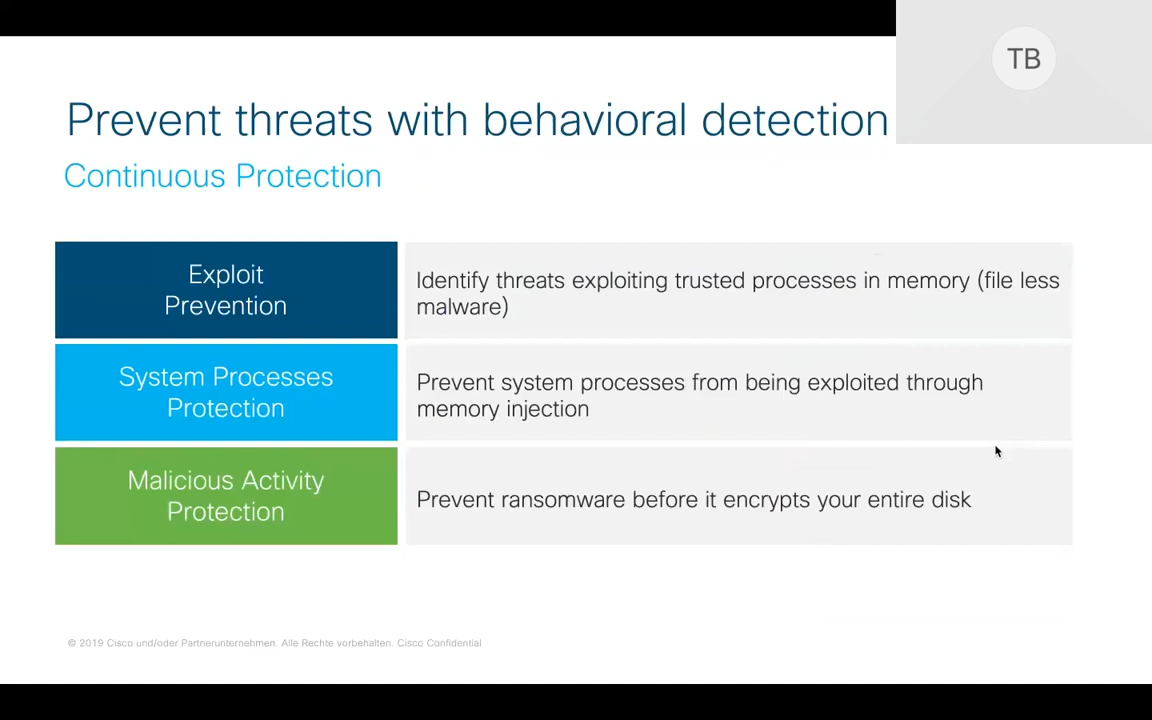 TB
Prevent threats with behavioral detection
Continuous Protection
Exploit
Prevention
Identify threats exploiting trusted processes in memory (file less
malware)
System Processes
Protection
Prevent system processes from being exploited through
memory injection
Malicious Activity
Protection
Prevent ransomware before it encrypts your entire disk
© 2019 Cisco und/oder Partnerunternehmen. Alle Rechte vorbehalten. Cisco Confidential